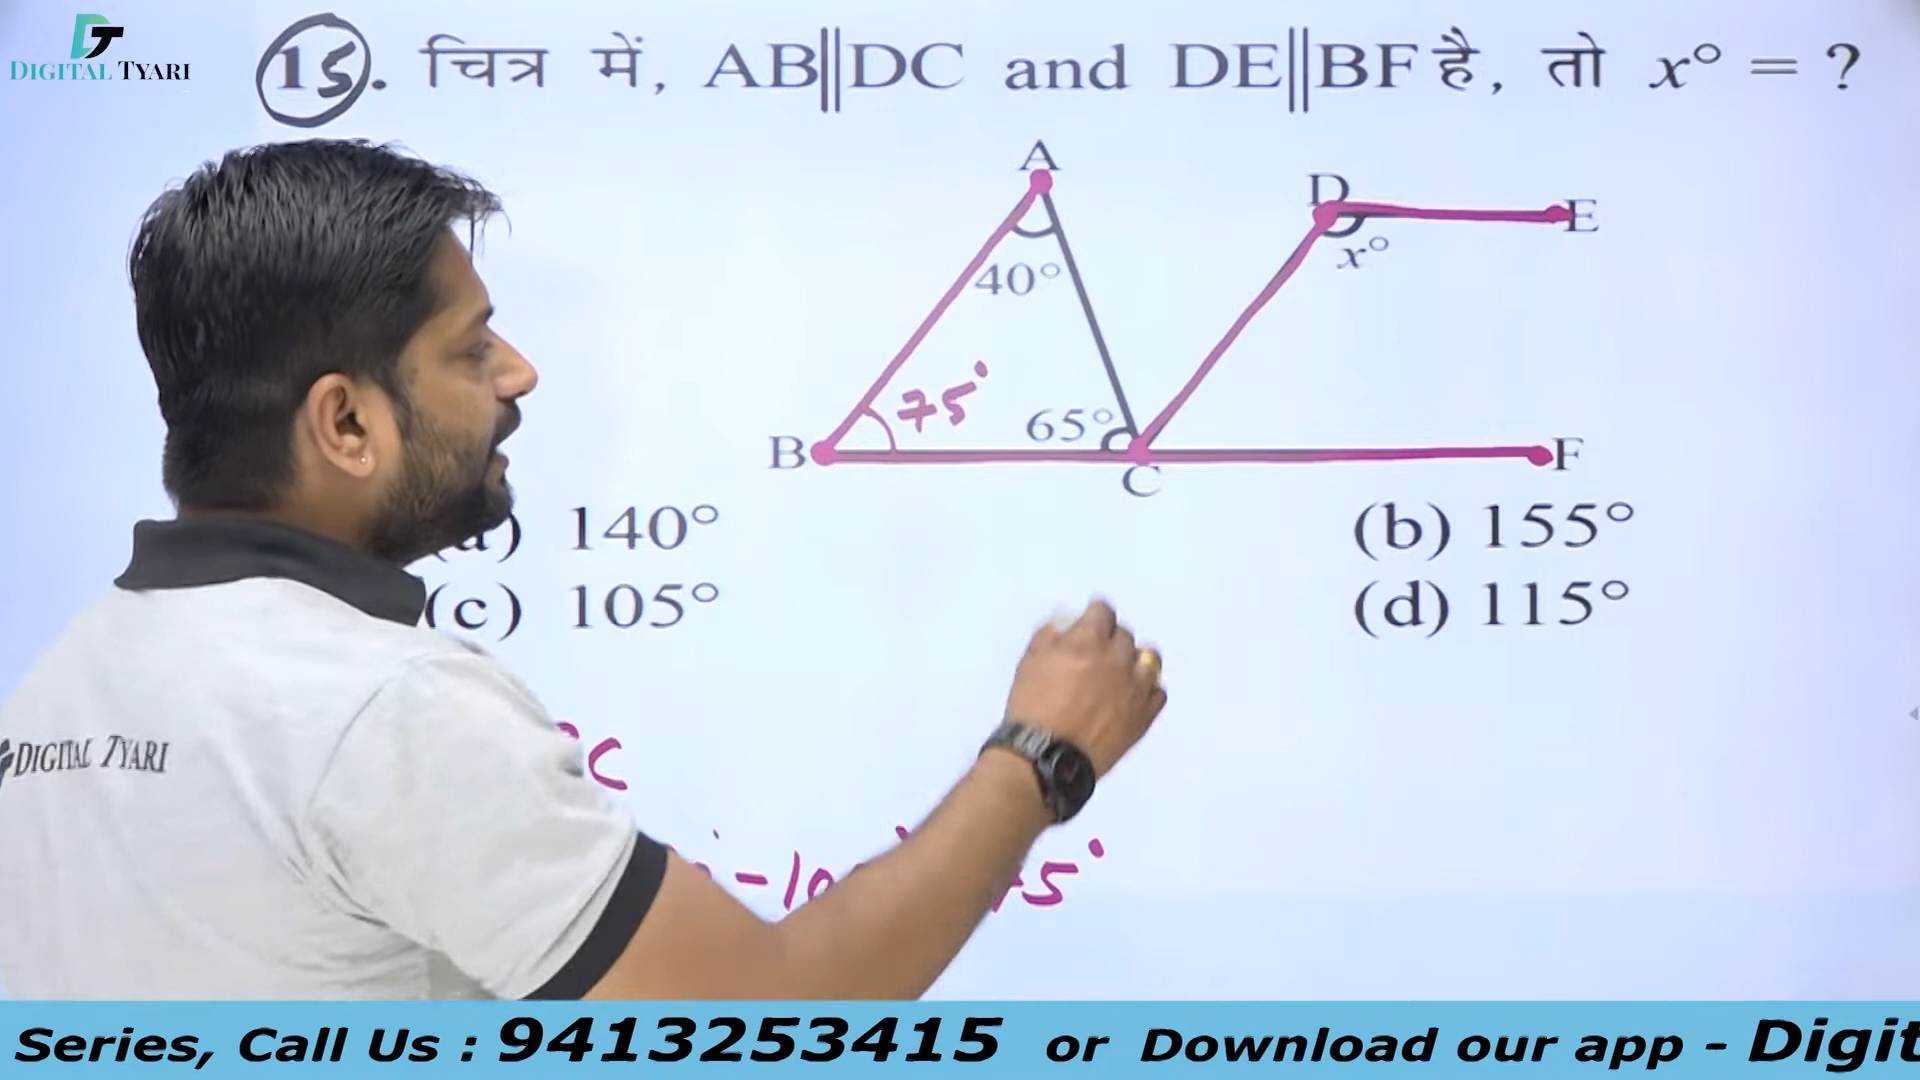 DT
DIGITAL TYARI
15. चित्र में, AB||DC and DE||BF है, तो x° = ?
A
D
E
x°
40°
75°
65°
B
C
F
(a) 140°
(b) 155°
(c) 105°
(d) 115°
DIGITAL TYARI
Series, Call Us : 9413253415 or Download our app - Digit